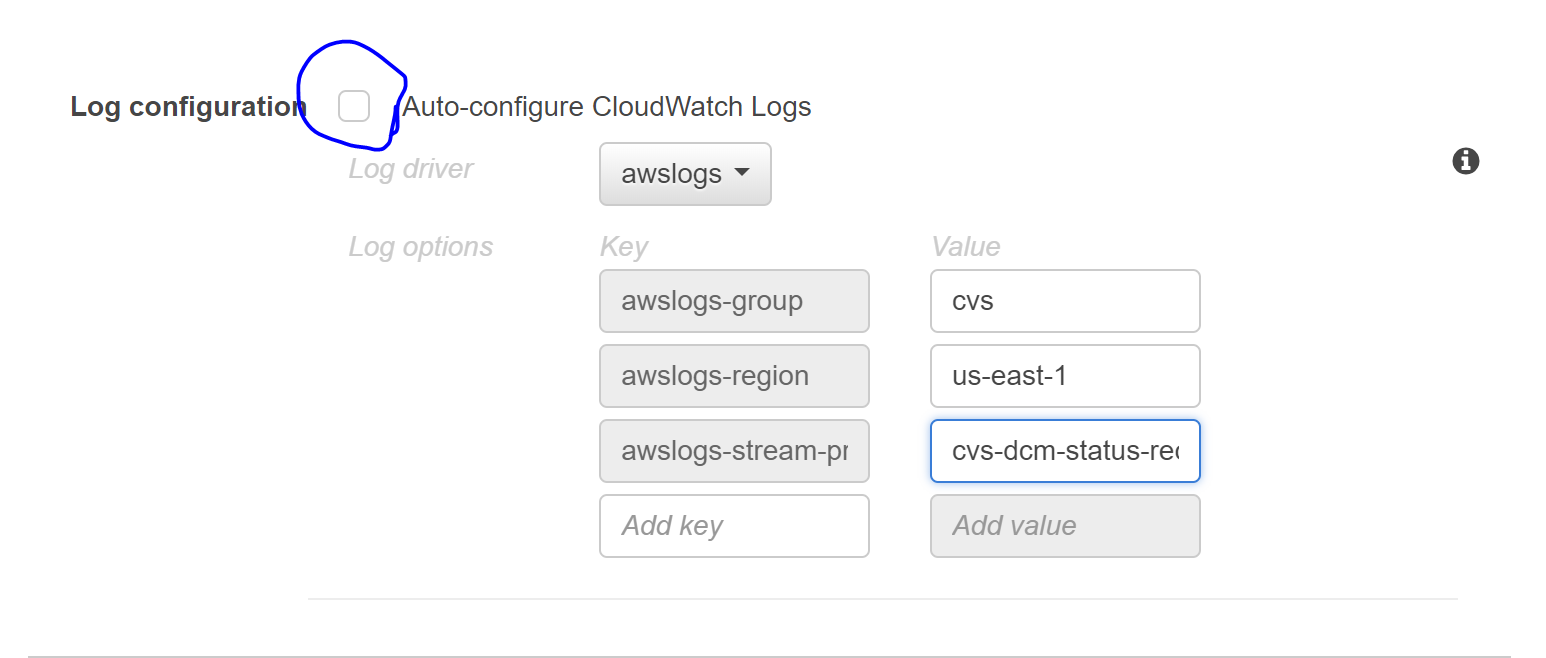 Log configuration Auto-configure CloudWatch Logs
Log driver awslogs
Log options Key Value
awslogs-group cvs
awslogs-region us-east-1
awslogs-stream-pr cvs-dcm-status-rec
Add key Add value